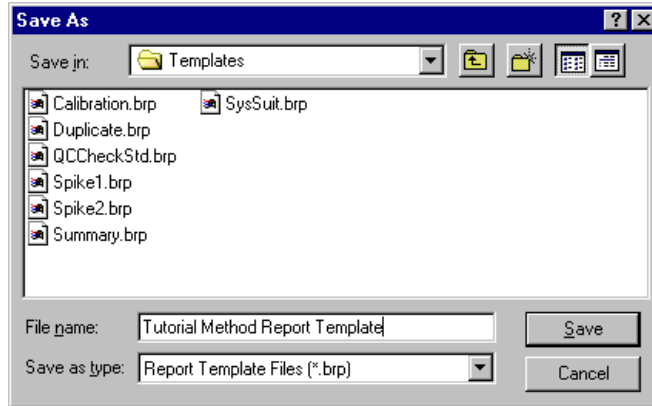 Save As
Save in: Templates
Calibration.brp SysSuit.brp
Duplicate.brp
QCCheckStd.brp
Spike1.brp
Spike2.brp
Summary.brp
File name: Tutorial Method Report Template Save
Save as type: Report Template Files (*.brp) Cancel